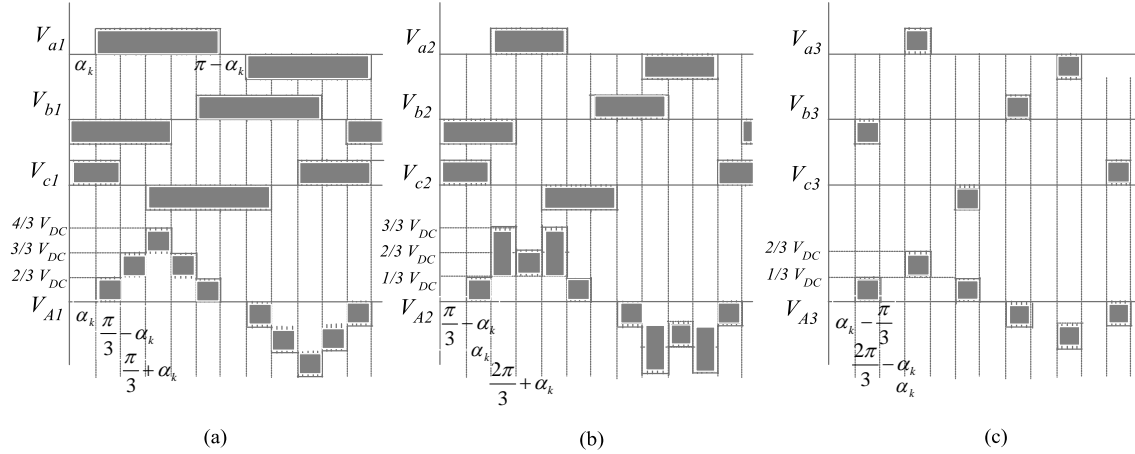 V_{a1}
α_k
π−α_k
V_{b1}
V_{c1}
4/3 V_{DC}
3/3 V_{DC}
2/3 V_{DC}
V_{A1}
α_k
π/3 −α_k
π/3 +α_k
(a)
V_{a2}
V_{b2}
V_{c2}
3/3 V_{DC}
2/3 V_{DC}
1/3 V_{DC}
V_{A2}
π/3 −α_k
α_k
2π/3 +α_k
(b)
V_{a3}
V_{b3}
V_{c3}
2/3 V_{DC}
1/3 V_{DC}
V_{A3}
α_k − π/3
2π/3 −α_k
α_k
(c)